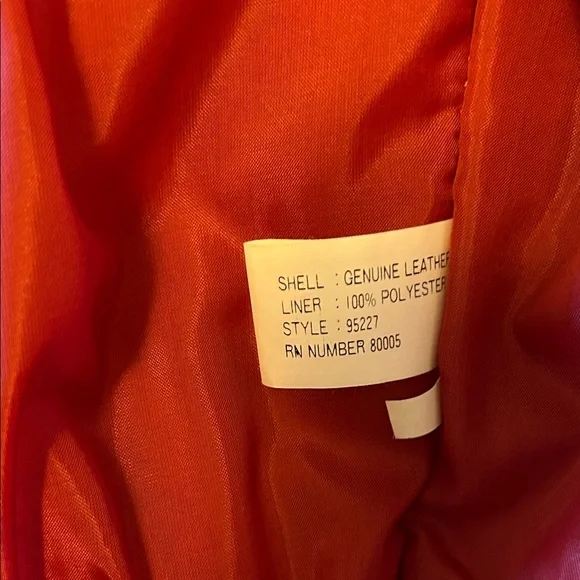 SHELL : GENUINE LEATHER
LINER : 100% POLYESTER
STYLE : 95227
RN NUMBER 80005